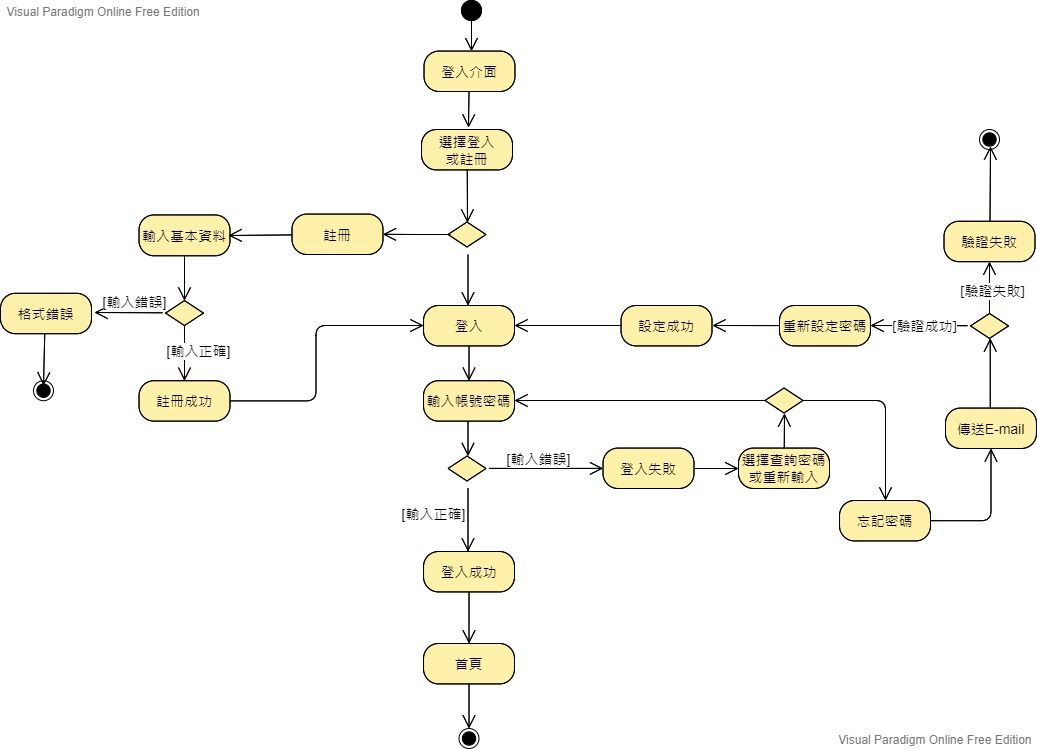 Visual Paradigm Online Free Edition
登入介面
選擇登入
或註冊
輸入基本資料
註冊
驗證失敗
[驗證失敗]
格式錯誤
[輸入錯誤]
登入
設定成功
重新設定密碼
[驗證成功]
[輸入正確]
註冊成功
輸入帳號密碼
傳送E-mail
[輸入錯誤]
登入失敗
選擇查詢密碼
或重新輸入
[輸入正確]
忘記密碼
登入成功
首頁
Visual Paradigm Online Free Edition